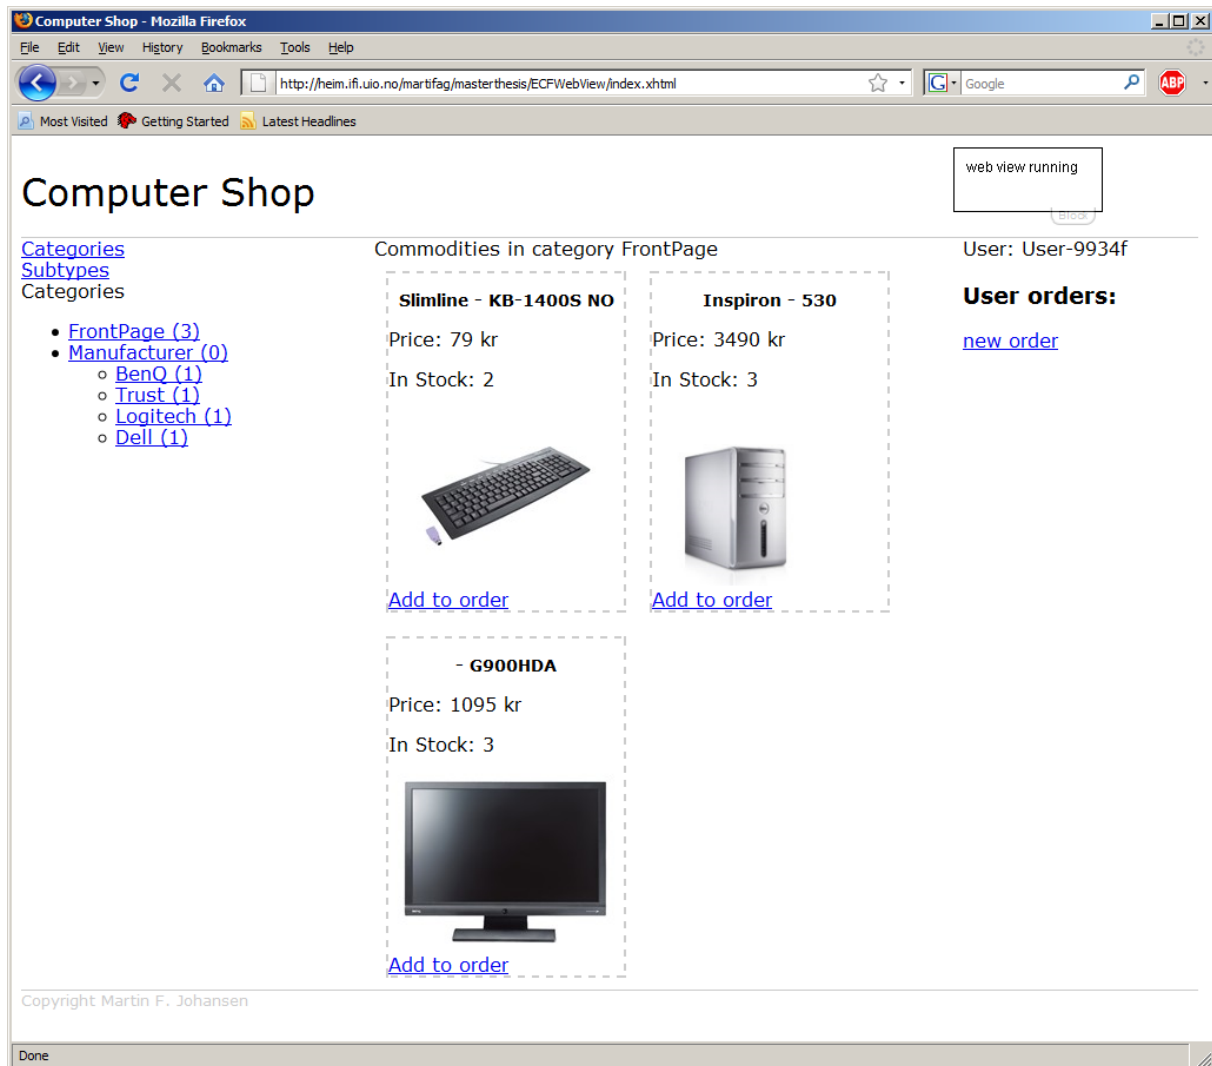 Computer Shop - Mozilla Firefox
File Edit View History Bookmarks Tools Help
http://heim.ifi.uio.no/martifag/masterthesis/ECFWebView/index.xhtml
G Google
ABP
Most Visited Getting Started Latest Headlines
Computer Shop
web view running
Block
Categories
Subtypes
Categories
FrontPage (3)
Manufacturer (0)
BenQ (1)
Trust (1)
Logitech (1)
Dell (1)
Commodities in category FrontPage
Slimline - KB-1400S NO
Price: 79 kr
In Stock: 2
Add to order
Inspiron - 530
Price: 3490 kr
In Stock: 3
Add to order
- G900HDA
Price: 1095 kr
In Stock: 3
Add to order
User: User-9934f
User orders:
new order
Copyright Martin F. Johansen
Done